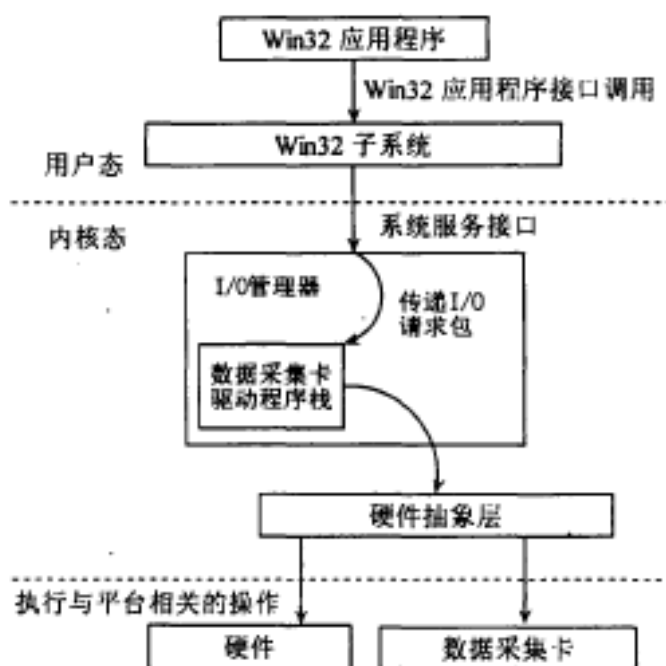 Win32 应用程序
Win32 应用程序接口调用
Win32 子系统
用户态
系统服务接口
内核态
I/O管理器
传递I/O
请求包
数据采集卡
驱动程序栈
硬件抽象层
执行与平台相关的操作
硬件
数据采集卡